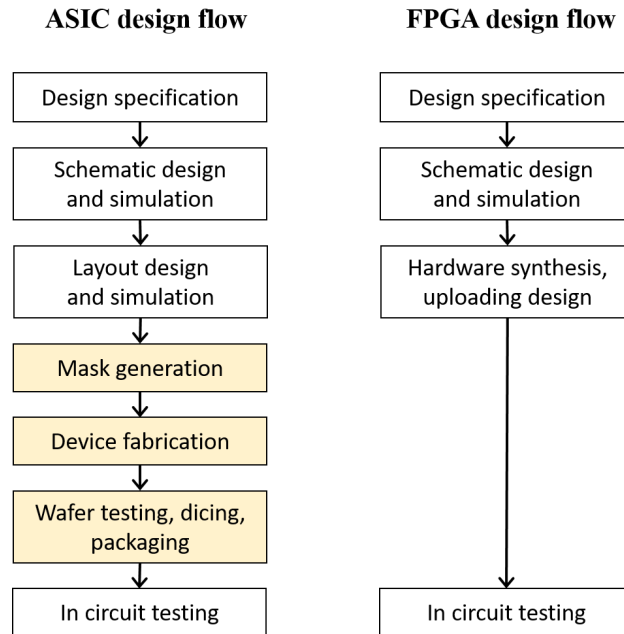 ASIC design flow
Design specification
Schematic design
and simulation
Layout design
and simulation
Mask generation
Device fabrication
Wafer testing, dicing,
packaging
In circuit testing
FPGA design flow
Design specification
Schematic design
and simulation
Hardware synthesis,
uploading design
In circuit testing